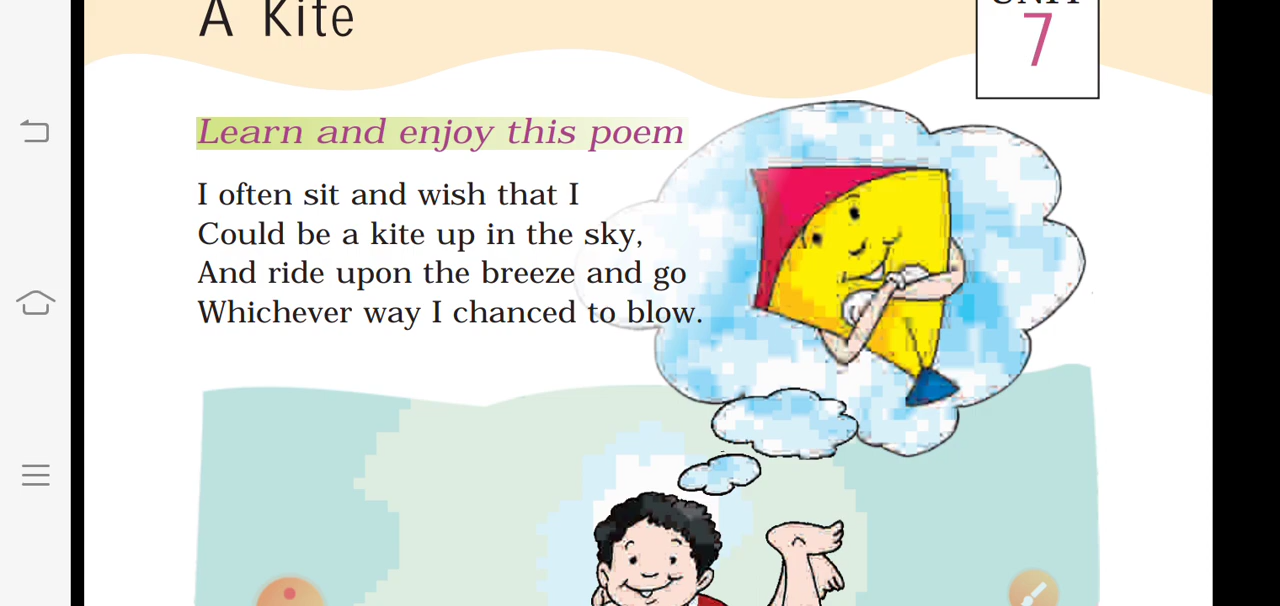 A Kite
UNIT
7
Learn and enjoy this poem
I often sit and wish that I
Could be a kite up in the sky,
And ride upon the breeze and go
Whichever way I chanced to blow.